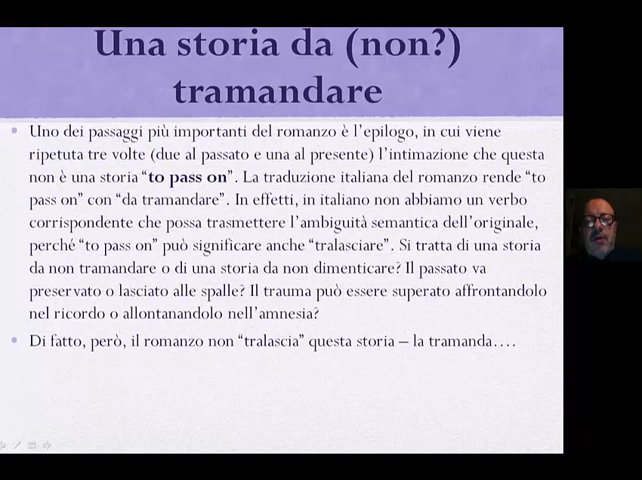 Una storia da (non?)
tramandare
• Uno dei passaggi più importanti del romanzo è l'epilogo, in cui viene
ripetuta tre volte (due al passato e una al presente) l'intimazione che questa
non è una storia “to pass on”. La traduzione italiana del romanzo rende “to
pass on” con “da tramandare”. In effetti, in italiano non abbiamo un verbo
corrispondente che possa trasmettere l'ambiguità semantica dell'originale,
perché “to pass on” può significare anche “tralasciare”. Si tratta di una storia
da non tramandare o di una storia da non dimenticare? Il passato va
preservato o lasciato alle spalle? Il trauma può essere superato affrontandolo
nel ricordo o allontanandolo nell'amnesia?
• Di fatto, però, il romanzo non “tralascia” questa storia – la tramanda….